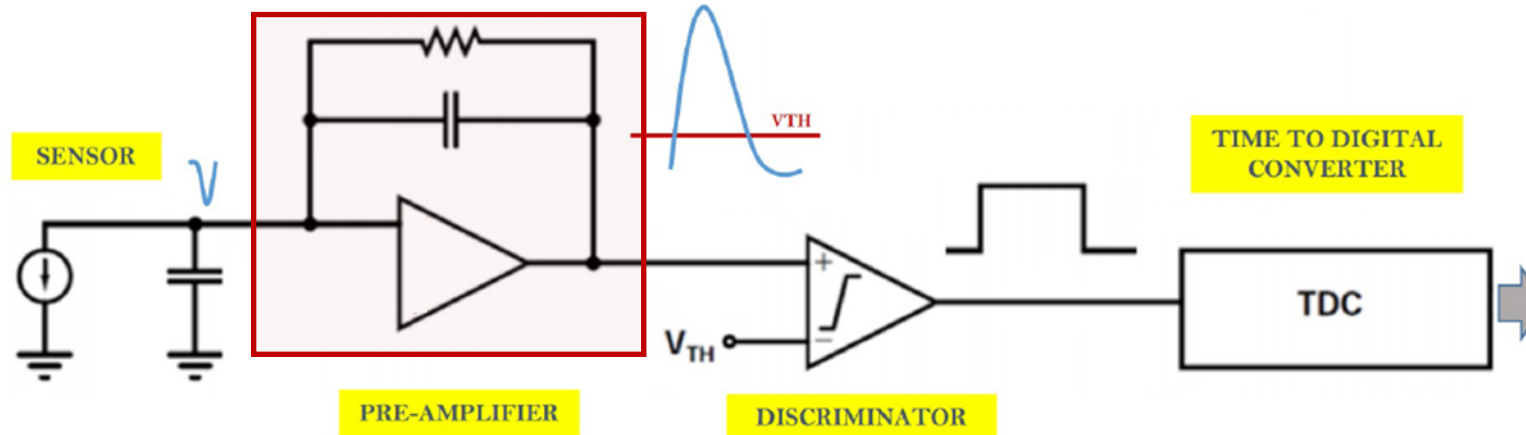 SENSOR
PRE-AMPLIFIER
VTH
V_TH
+
−
DISCRIMINATOR
TIME TO DIGITAL
CONVERTER
TDC